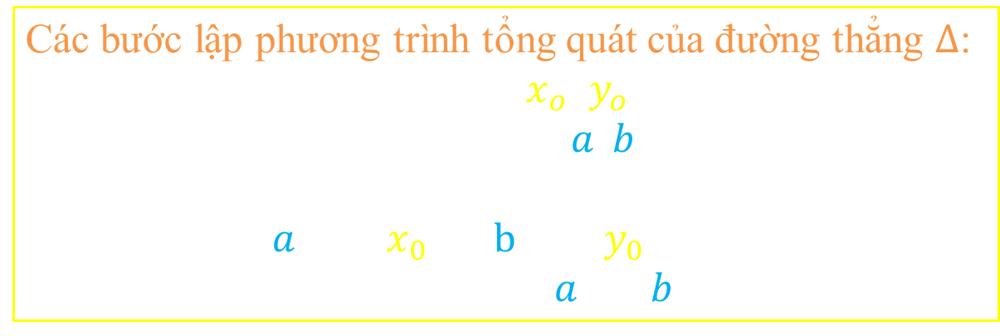 Các bước lập phương trình tổng quát của đường thẳng Δ:
xₒ yₒ
a b
a x₀ b y₀
a b